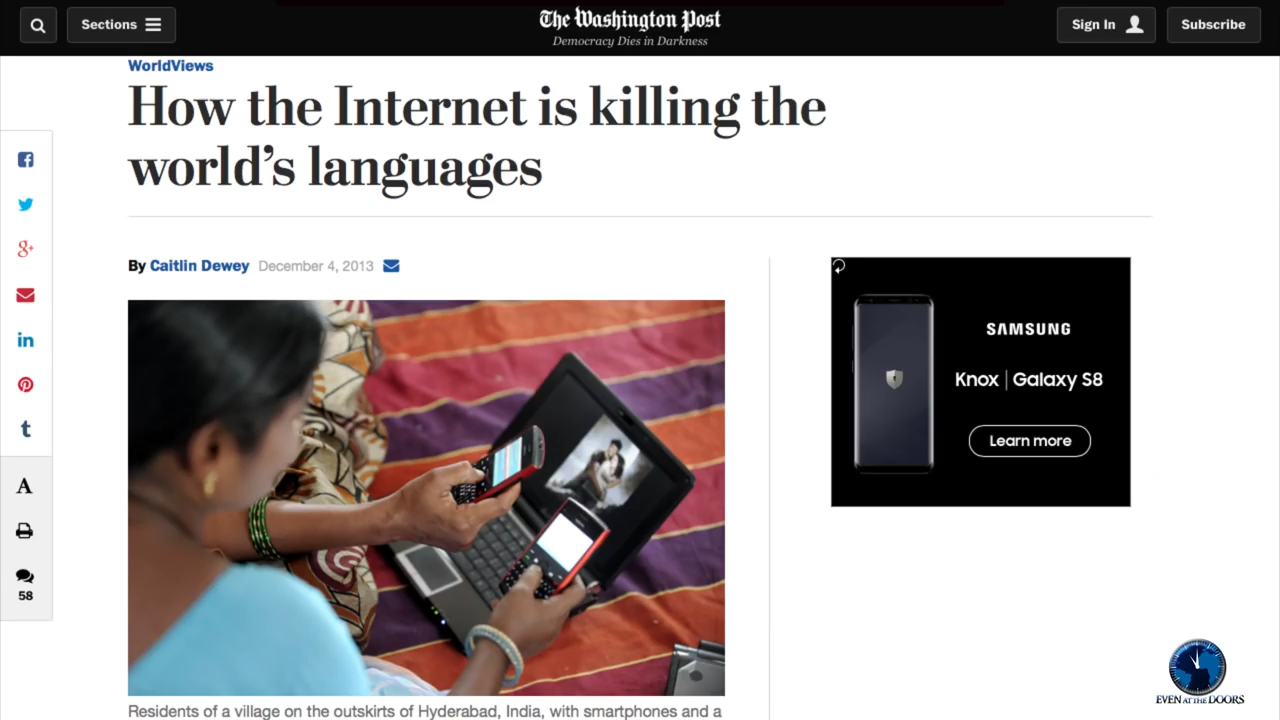 Sections
The Washington Post
Democracy Dies in Darkness
Sign In
Subscribe
WorldViews
How the Internet is killing the
world's languages
By Caitlin Dewey December 4, 2013
SAMSUNG
Knox | Galaxy S8
Learn more
g+
in
t
A
58
Residents of a village on the outskirts of Hyderabad, India, with smartphones and a
EVEN AT THE DOORS